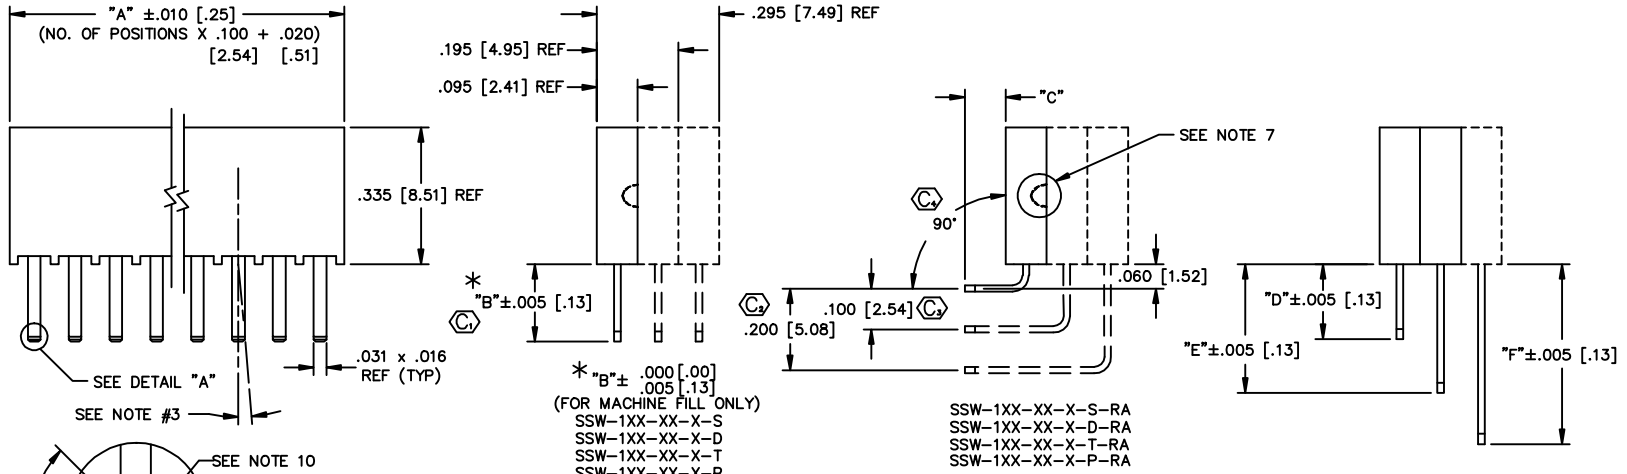 "A" ±.010 [.25]
(NO. OF POSITIONS X .100 + .020)
[2.54] [.51]
.335 [8.51] REF
.031 x .016
REF (TYP)
SEE DETAIL "A"
SEE NOTE #3
SEE NOTE 10
.295 [7.49] REF
.195 [4.95] REF
.095 [2.41] REF
*
"B"±.005 [.13]
C1
* "B"± .000 [.00]
.005 [.13]
(FOR MACHINE FILL ONLY)
SSW-1XX-XX-X-S
SSW-1XX-XX-X-D
SSW-1XX-XX-X-T
SSW-1XX-XX-X-P
"C"
SEE NOTE 7
C4
90°
.060 [1.52]
C2
.100 [2.54] C3
.200 [5.08]
SSW-1XX-XX-X-S-RA
SSW-1XX-XX-X-D-RA
SSW-1XX-XX-X-T-RA
SSW-1XX-XX-X-P-RA
"D"±.005 [.13]
"E"±.005 [.13]
"F"±.005 [.13]